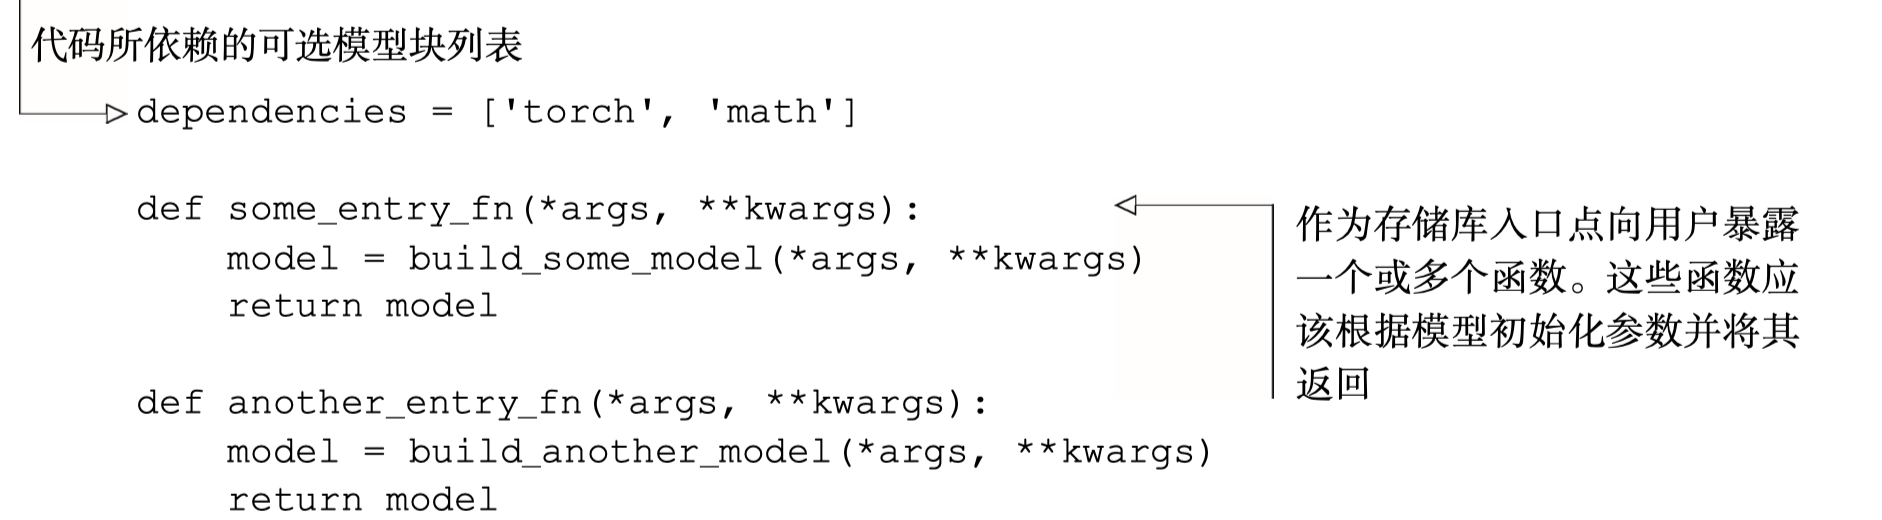 代码所依赖的可选模型块列表
dependencies = ['torch', 'math']
def some_entry_fn(*args, **kwargs):
    model = build_some_model(*args, **kwargs)
    return model
def another_entry_fn(*args, **kwargs):
    model = build_another_model(*args, **kwargs)
    return model
作为存储库入口点向用户暴露
一个或多个函数。这些函数应
该根据模型初始化参数并将其
返回